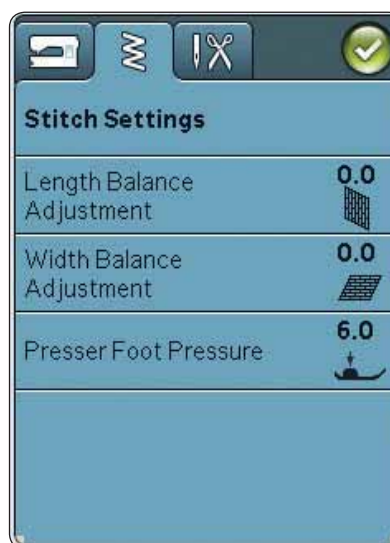 Stitch Settings
Length Balance
Adjustment
0.0
Width Balance
Adjustment
0.0
Presser Foot Pressure
6.0